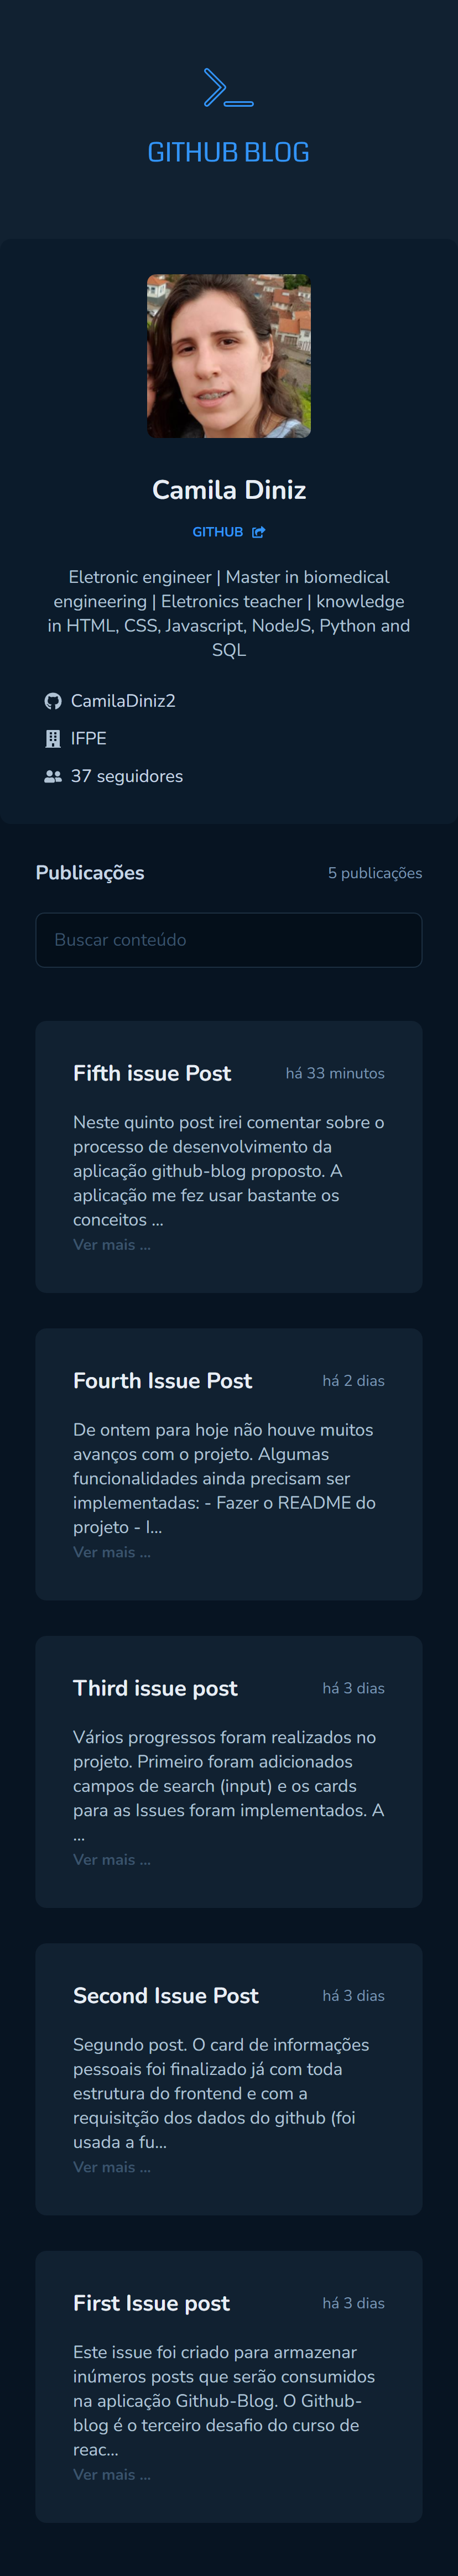 GITHUB BLOG
Camila Diniz
GITHUB
Eletronic engineer | Master in biomedical
engineering | Eletronics teacher | knowledge
in HTML, CSS, Javascript, NodeJS, Python and
SQL
CamilaDiniz2
IFPE
37 seguidores
Publicações
5 publicações
Buscar conteúdo
Fifth issue Post
há 33 minutos
Neste quinto post irei comentar sobre o
processo de desenvolvimento da
aplicação github-blog proposto. A
aplicação me fez usar bastante os
conceitos ...
Ver mais ...
Fourth Issue Post
há 2 dias
De ontem para hoje não houve muitos
avanços com o projeto. Algumas
funcionalidades ainda precisam ser
implementadas: - Fazer o README do
projeto - I...
Ver mais ...
Third issue post
há 3 dias
Vários progressos foram realizados no
projeto. Primeiro foram adicionados
campos de search (input) e os cards
para as Issues foram implementados. A
...
Ver mais ...
Second Issue Post
há 3 dias
Segundo post. O card de informações
pessoais foi finalizado já com toda
estrutura do frontend e com a
requisitção dos dados do github (foi
usada a fu...
Ver mais ...
First Issue post
há 3 dias
Este issue foi criado para armazenar
inúmeros posts que serão consumidos
na aplicação Github-Blog. O Github-
blog é o terceiro desafio do curso de
reac...
Ver mais ...